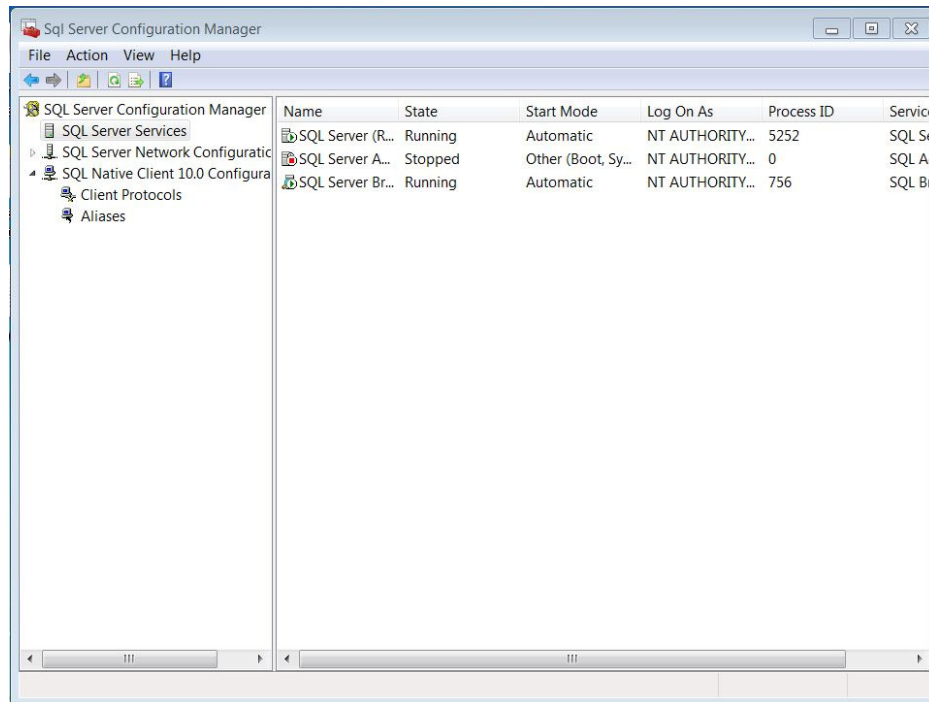 Sql Server Configuration Manager
File Action View Help
SQL Server Configuration Manager
SQL Server Services
SQL Server Network Configuratic
SQL Native Client 10.0 Configura
Client Protocols
Aliases
Name State Start Mode Log On As Process ID Servic
SQL Server (R... Running Automatic NT AUTHORITY... 5252 SQL Se
SQL Server A... Stopped Other (Boot, Sy... NT AUTHORITY... 0 SQL A
SQL Server Br... Running Automatic NT AUTHORITY... 756 SQL Br